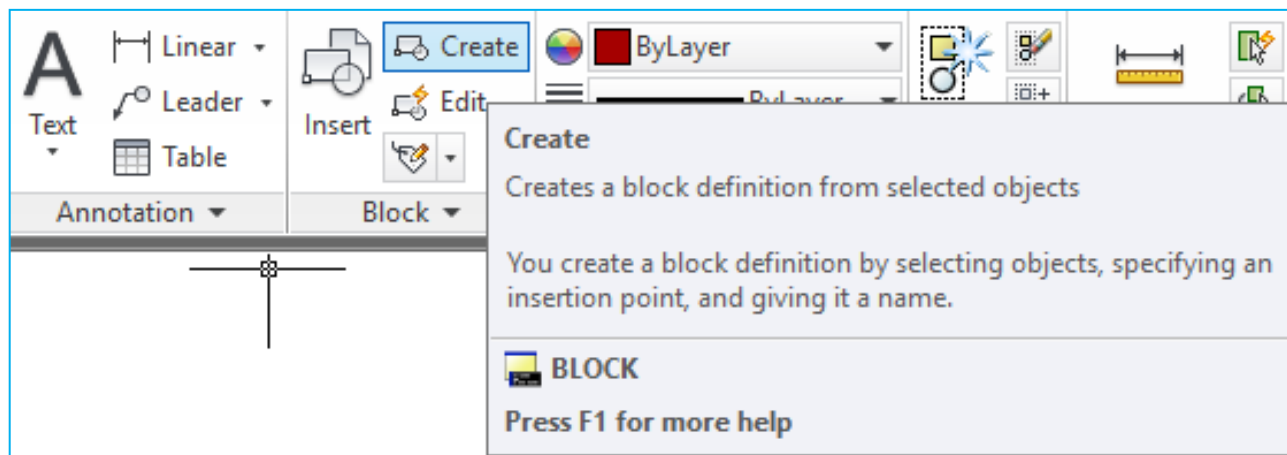 Linear
Create
ByLayer
Leader
Edit
ByLayer
Text
Insert
Table
Annotation
Block
Create
Creates a block definition from selected objects
You create a block definition by selecting objects, specifying an
insertion point, and giving it a name.
BLOCK
Press F1 for more help